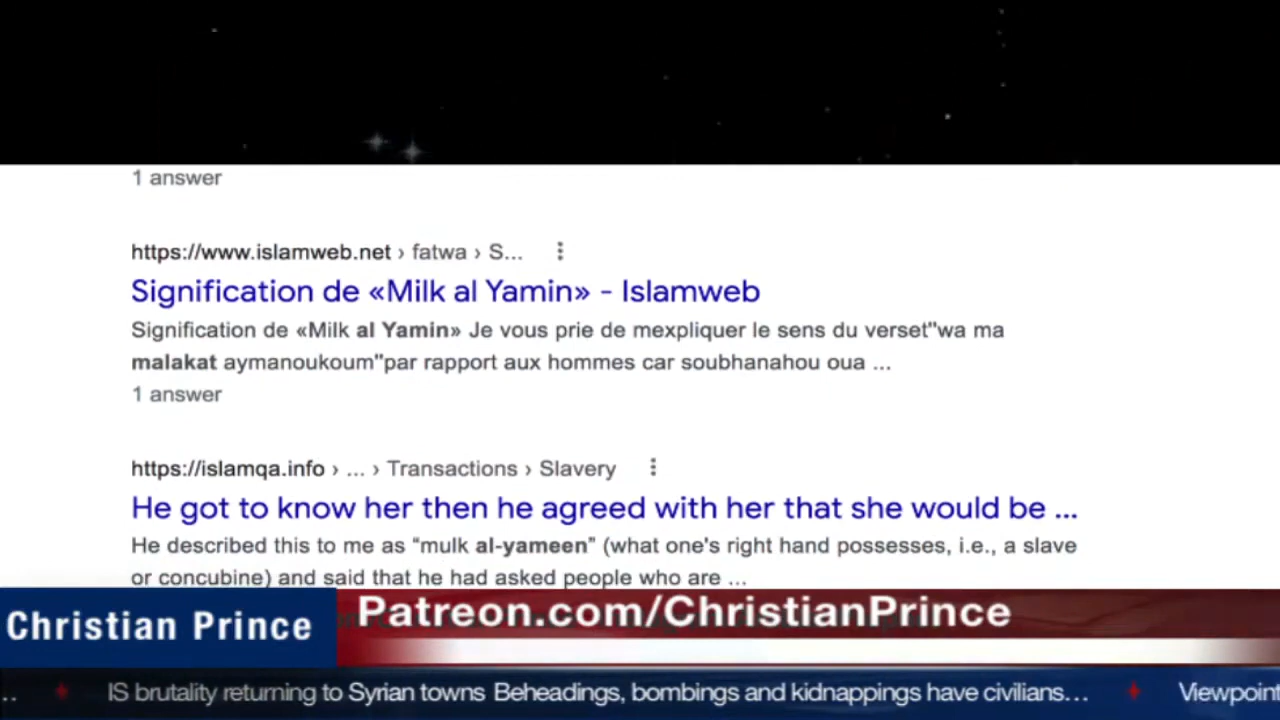 1 answer
https://www.islamweb.net › fatwa › S...
Signification de «Milk al Yamin» - Islamweb
Signification de «Milk al Yamin» Je vous prie de mexpliquer le sens du verset"wa ma
malakat aymanoukoum"par rapport aux hommes car soubhanahou oua ...
1 answer
https://islamqa.info › ... › Transactions › Slavery
He got to know her then he agreed with her that she would be ...
He described this to me as “mulk al-yameen” (what one's right hand possesses, i.e., a slave
or concubine) and said that he had asked people who are ...
Christian Prince
Patreon.com/ChristianPrince
.. IS brutality returning to Syrian towns Beheadings, bombings and kidnappings have civilians... Viewpoint